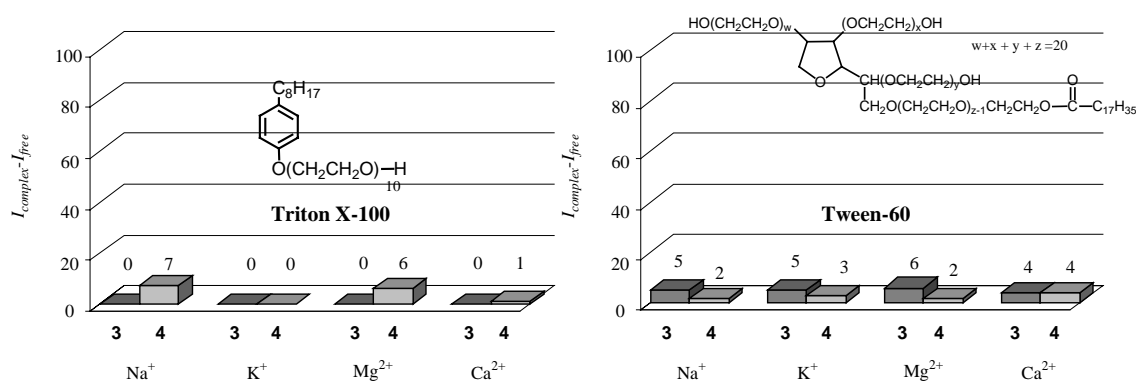 100
80
60
40
20
0
I_complex-I_free
C8H17
O(CH2CH2O)—H
10
Triton X-100
0 7 0 0 0 6 0 1
3 4 3 4 3 4 3 4
Na+ K+ Mg2+ Ca2+
HO(CH2CH2O)w (OCH2CH2)xOH
w+x + y + z =20
O CH(OCH2CH2)yOH
O
CH2O(CH2CH2O)z-1 CH2CH2O—C—C17H35
100
80
60
40
20
0
I_complex-I_free
Tween-60
5 2 5 3 6 2 4 4
3 4 3 4 3 4 3 4
Na+ K+ Mg2+ Ca2+